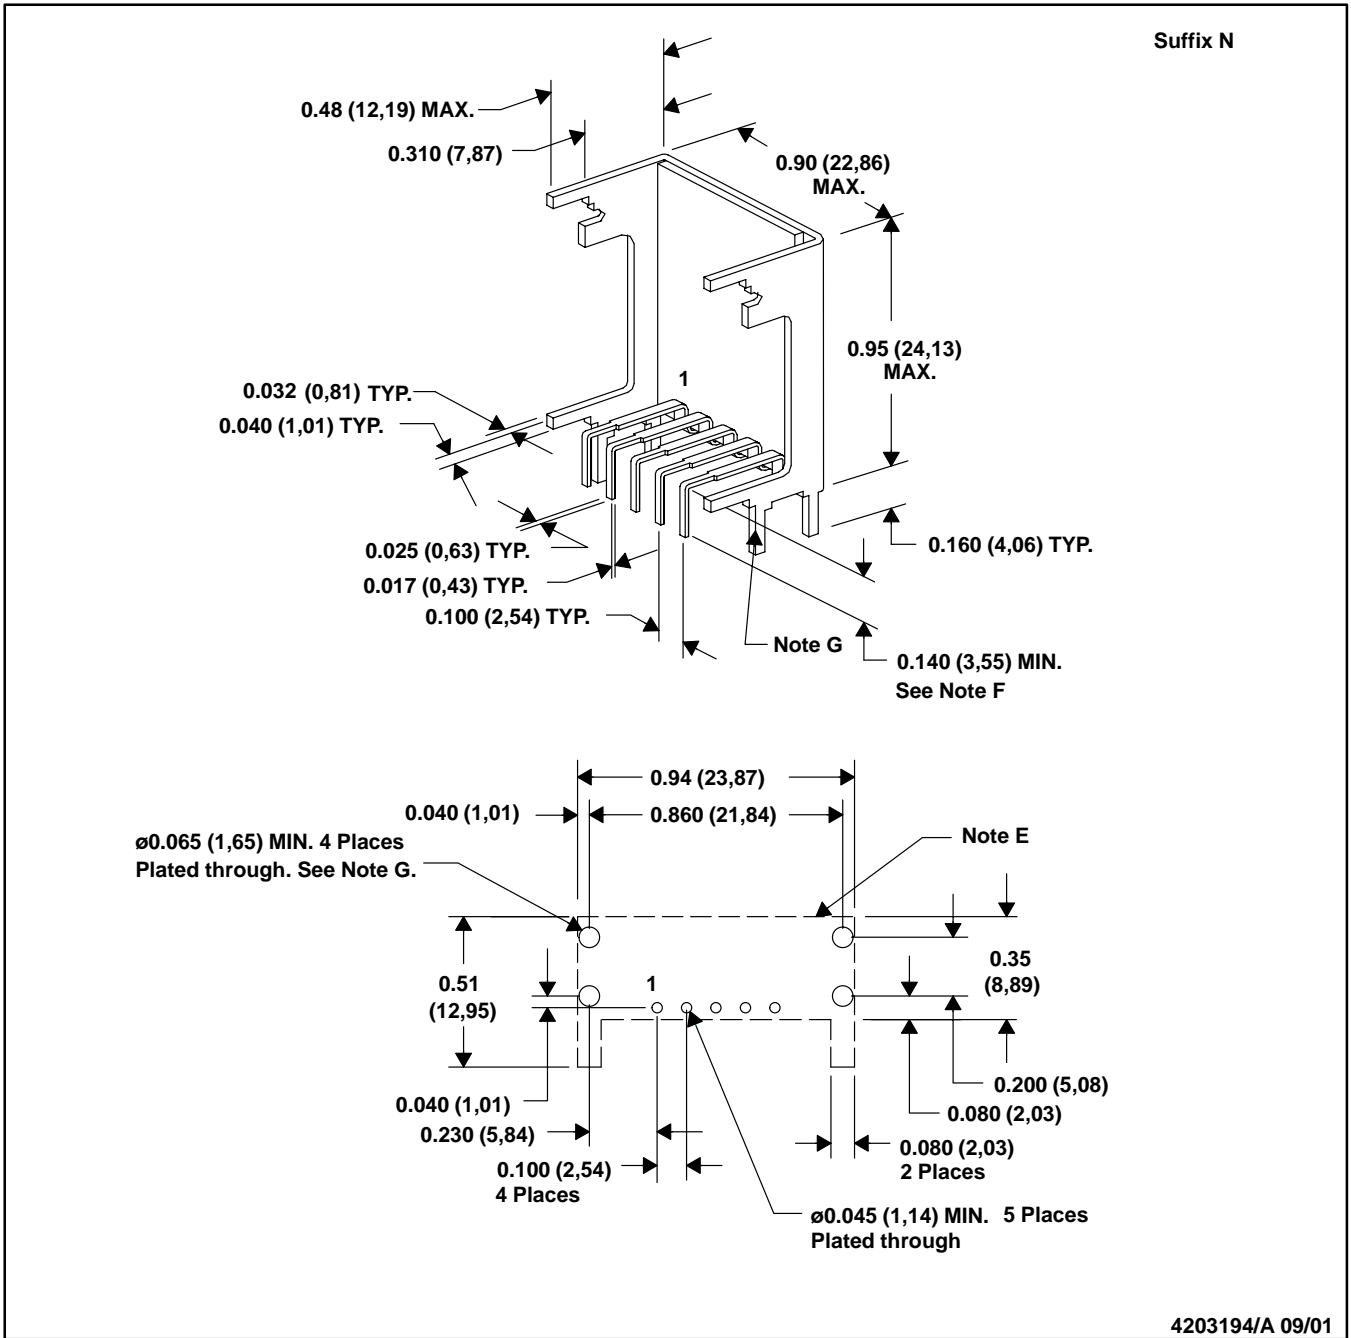 Suffix N
0.48 (12,19) MAX.
0.310 (7,87)
0.90 (22,86)
MAX.
0.95 (24,13)
MAX.
1
0.032 (0,81) TYP.
0.040 (1,01) TYP.
0.025 (0,63) TYP.
0.017 (0,43) TYP.
0.100 (2,54) TYP.
0.160 (4,06) TYP.
Note G
0.140 (3,55) MIN.
See Note F
0.94 (23,87)
0.040 (1,01)
0.860 (21,84)
ø0.065 (1,65) MIN. 4 Places
Plated through. See Note G.
Note E
0.51
(12,95)
1
0.35
(8,89)
0.040 (1,01)
0.230 (5,84)
0.100 (2,54)
4 Places
0.200 (5,08)
0.080 (2,03)
0.080 (2,03)
2 Places
ø0.045 (1,14) MIN. 5 Places
Plated through
4203194/A 09/01